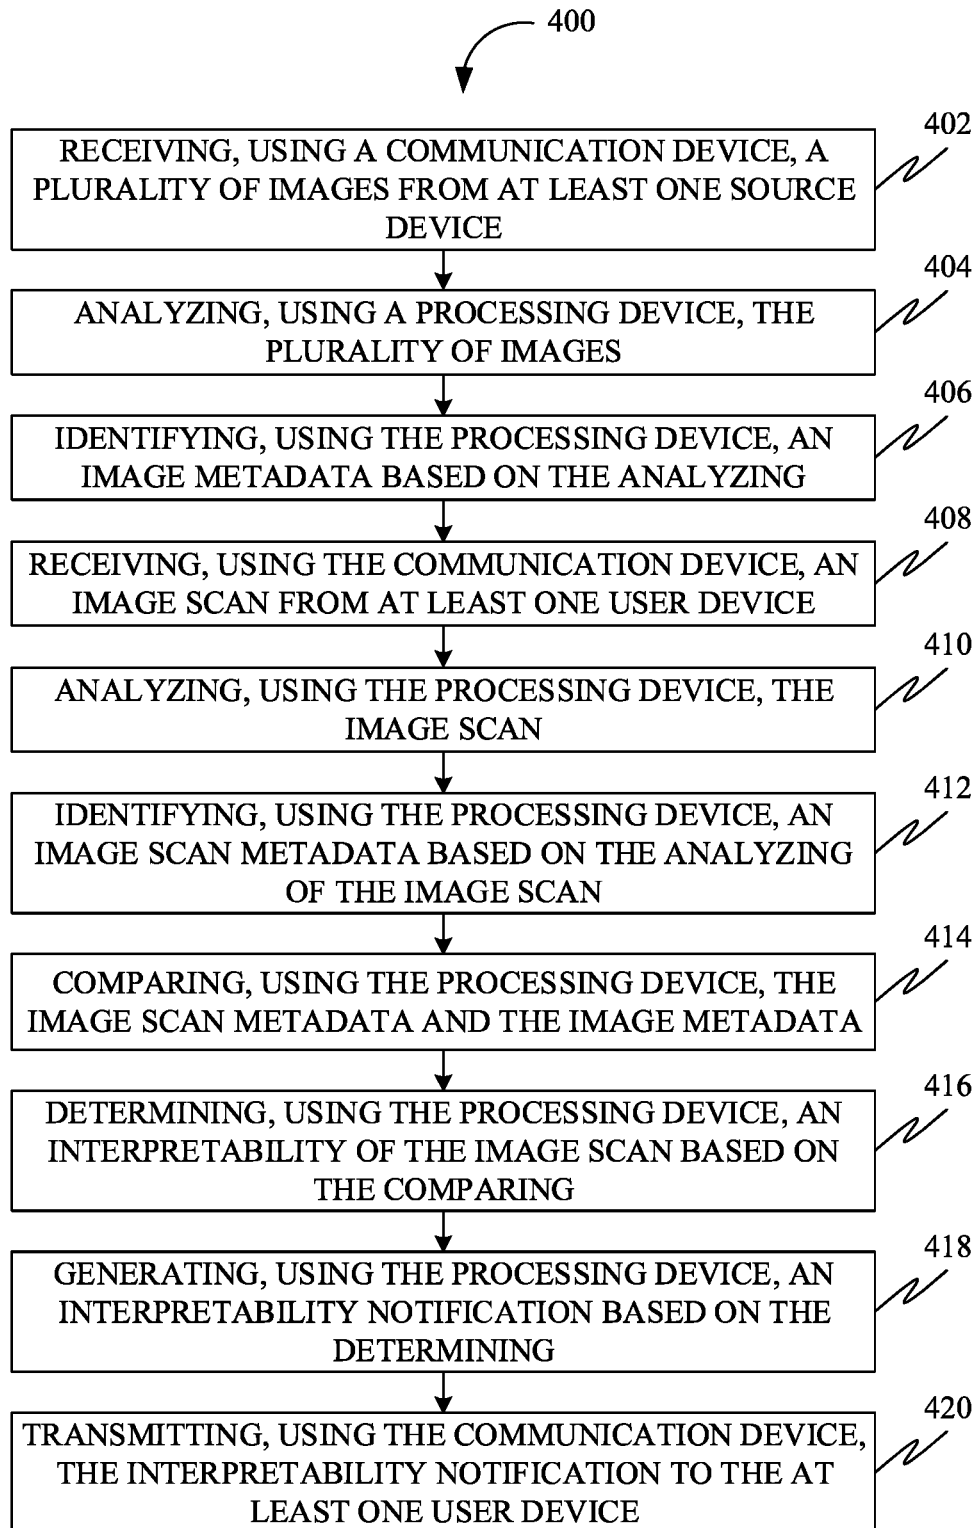 400
402
RECEIVING, USING A COMMUNICATION DEVICE, A
PLURALITY OF IMAGES FROM AT LEAST ONE SOURCE
DEVICE
404
ANALYZING, USING A PROCESSING DEVICE, THE
PLURALITY OF IMAGES
406
IDENTIFYING, USING THE PROCESSING DEVICE, AN
IMAGE METADATA BASED ON THE ANALYZING
408
RECEIVING, USING THE COMMUNICATION DEVICE, AN
IMAGE SCAN FROM AT LEAST ONE USER DEVICE
410
ANALYZING, USING THE PROCESSING DEVICE, THE
IMAGE SCAN
412
IDENTIFYING, USING THE PROCESSING DEVICE, AN
IMAGE SCAN METADATA BASED ON THE ANALYZING
OF THE IMAGE SCAN
414
COMPARING, USING THE PROCESSING DEVICE, THE
IMAGE SCAN METADATA AND THE IMAGE METADATA
416
DETERMINING, USING THE PROCESSING DEVICE, AN
INTERPRETABILITY OF THE IMAGE SCAN BASED ON
THE COMPARING
418
GENERATING, USING THE PROCESSING DEVICE, AN
INTERPRETABILITY NOTIFICATION BASED ON THE
DETERMINING
420
TRANSMITTING, USING THE COMMUNICATION DEVICE,
THE INTERPRETABILITY NOTIFICATION TO THE AT
LEAST ONE USER DEVICE